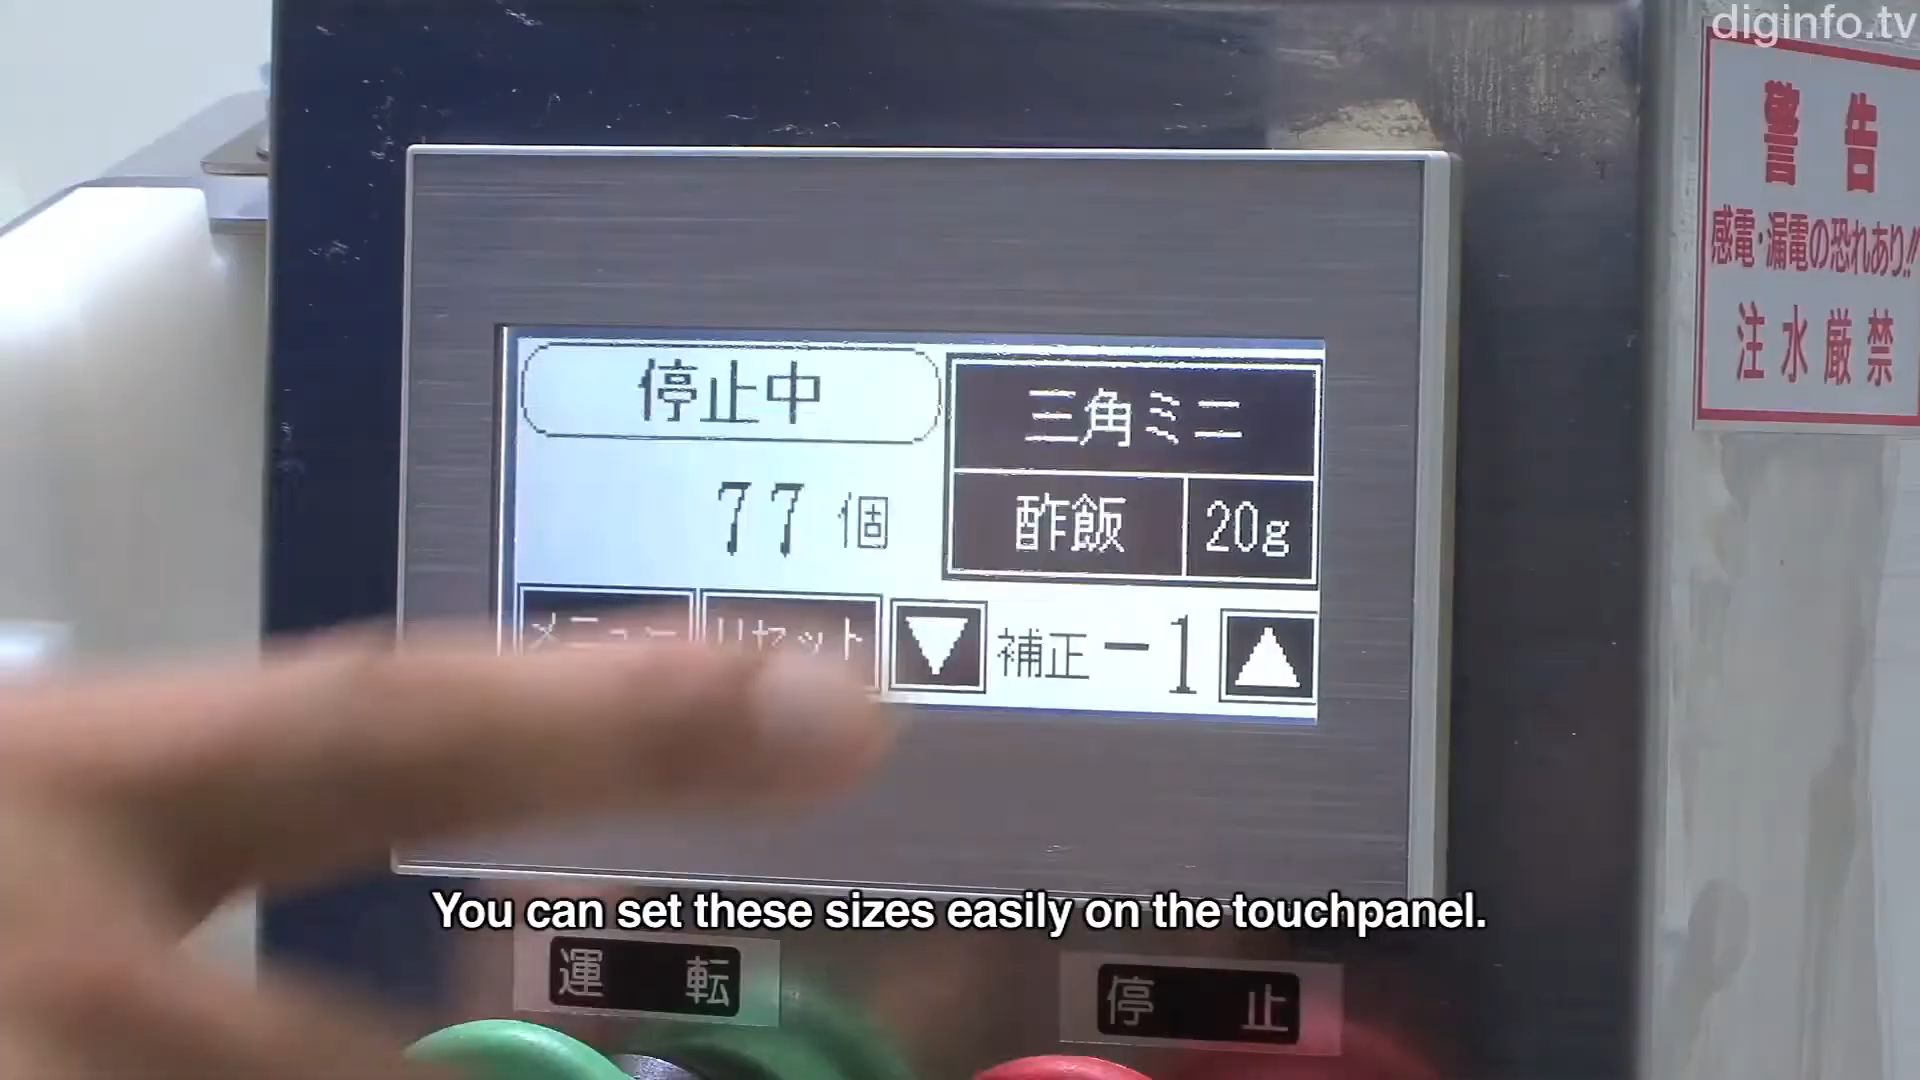 diginfo.tv
警告
感電・漏電の恐れあり!!
注水厳禁
停止中
三角ミニ
77個
酢飯 20g
メニュー リセット ▼ 補正 -1 ▲
You can set these sizes easily on the touchpanel.
運転 停止